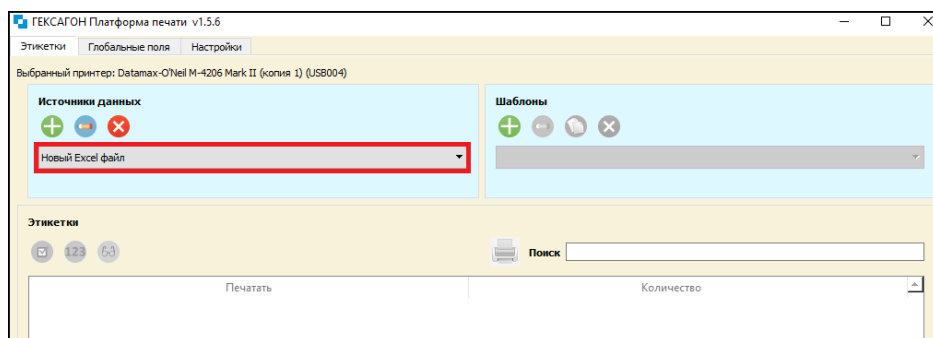 ГЕКСАГОН Платформа печати v1.5.6
Этикетки Глобальные поля Настройки
Выбранный принтер: Datamax-O'Neil M-4206 Mark II (копия 1) (USB004)
Источники данных
Новый Excel файл
Шаблоны
Этикетки
123
Поиск
Печатать Количество